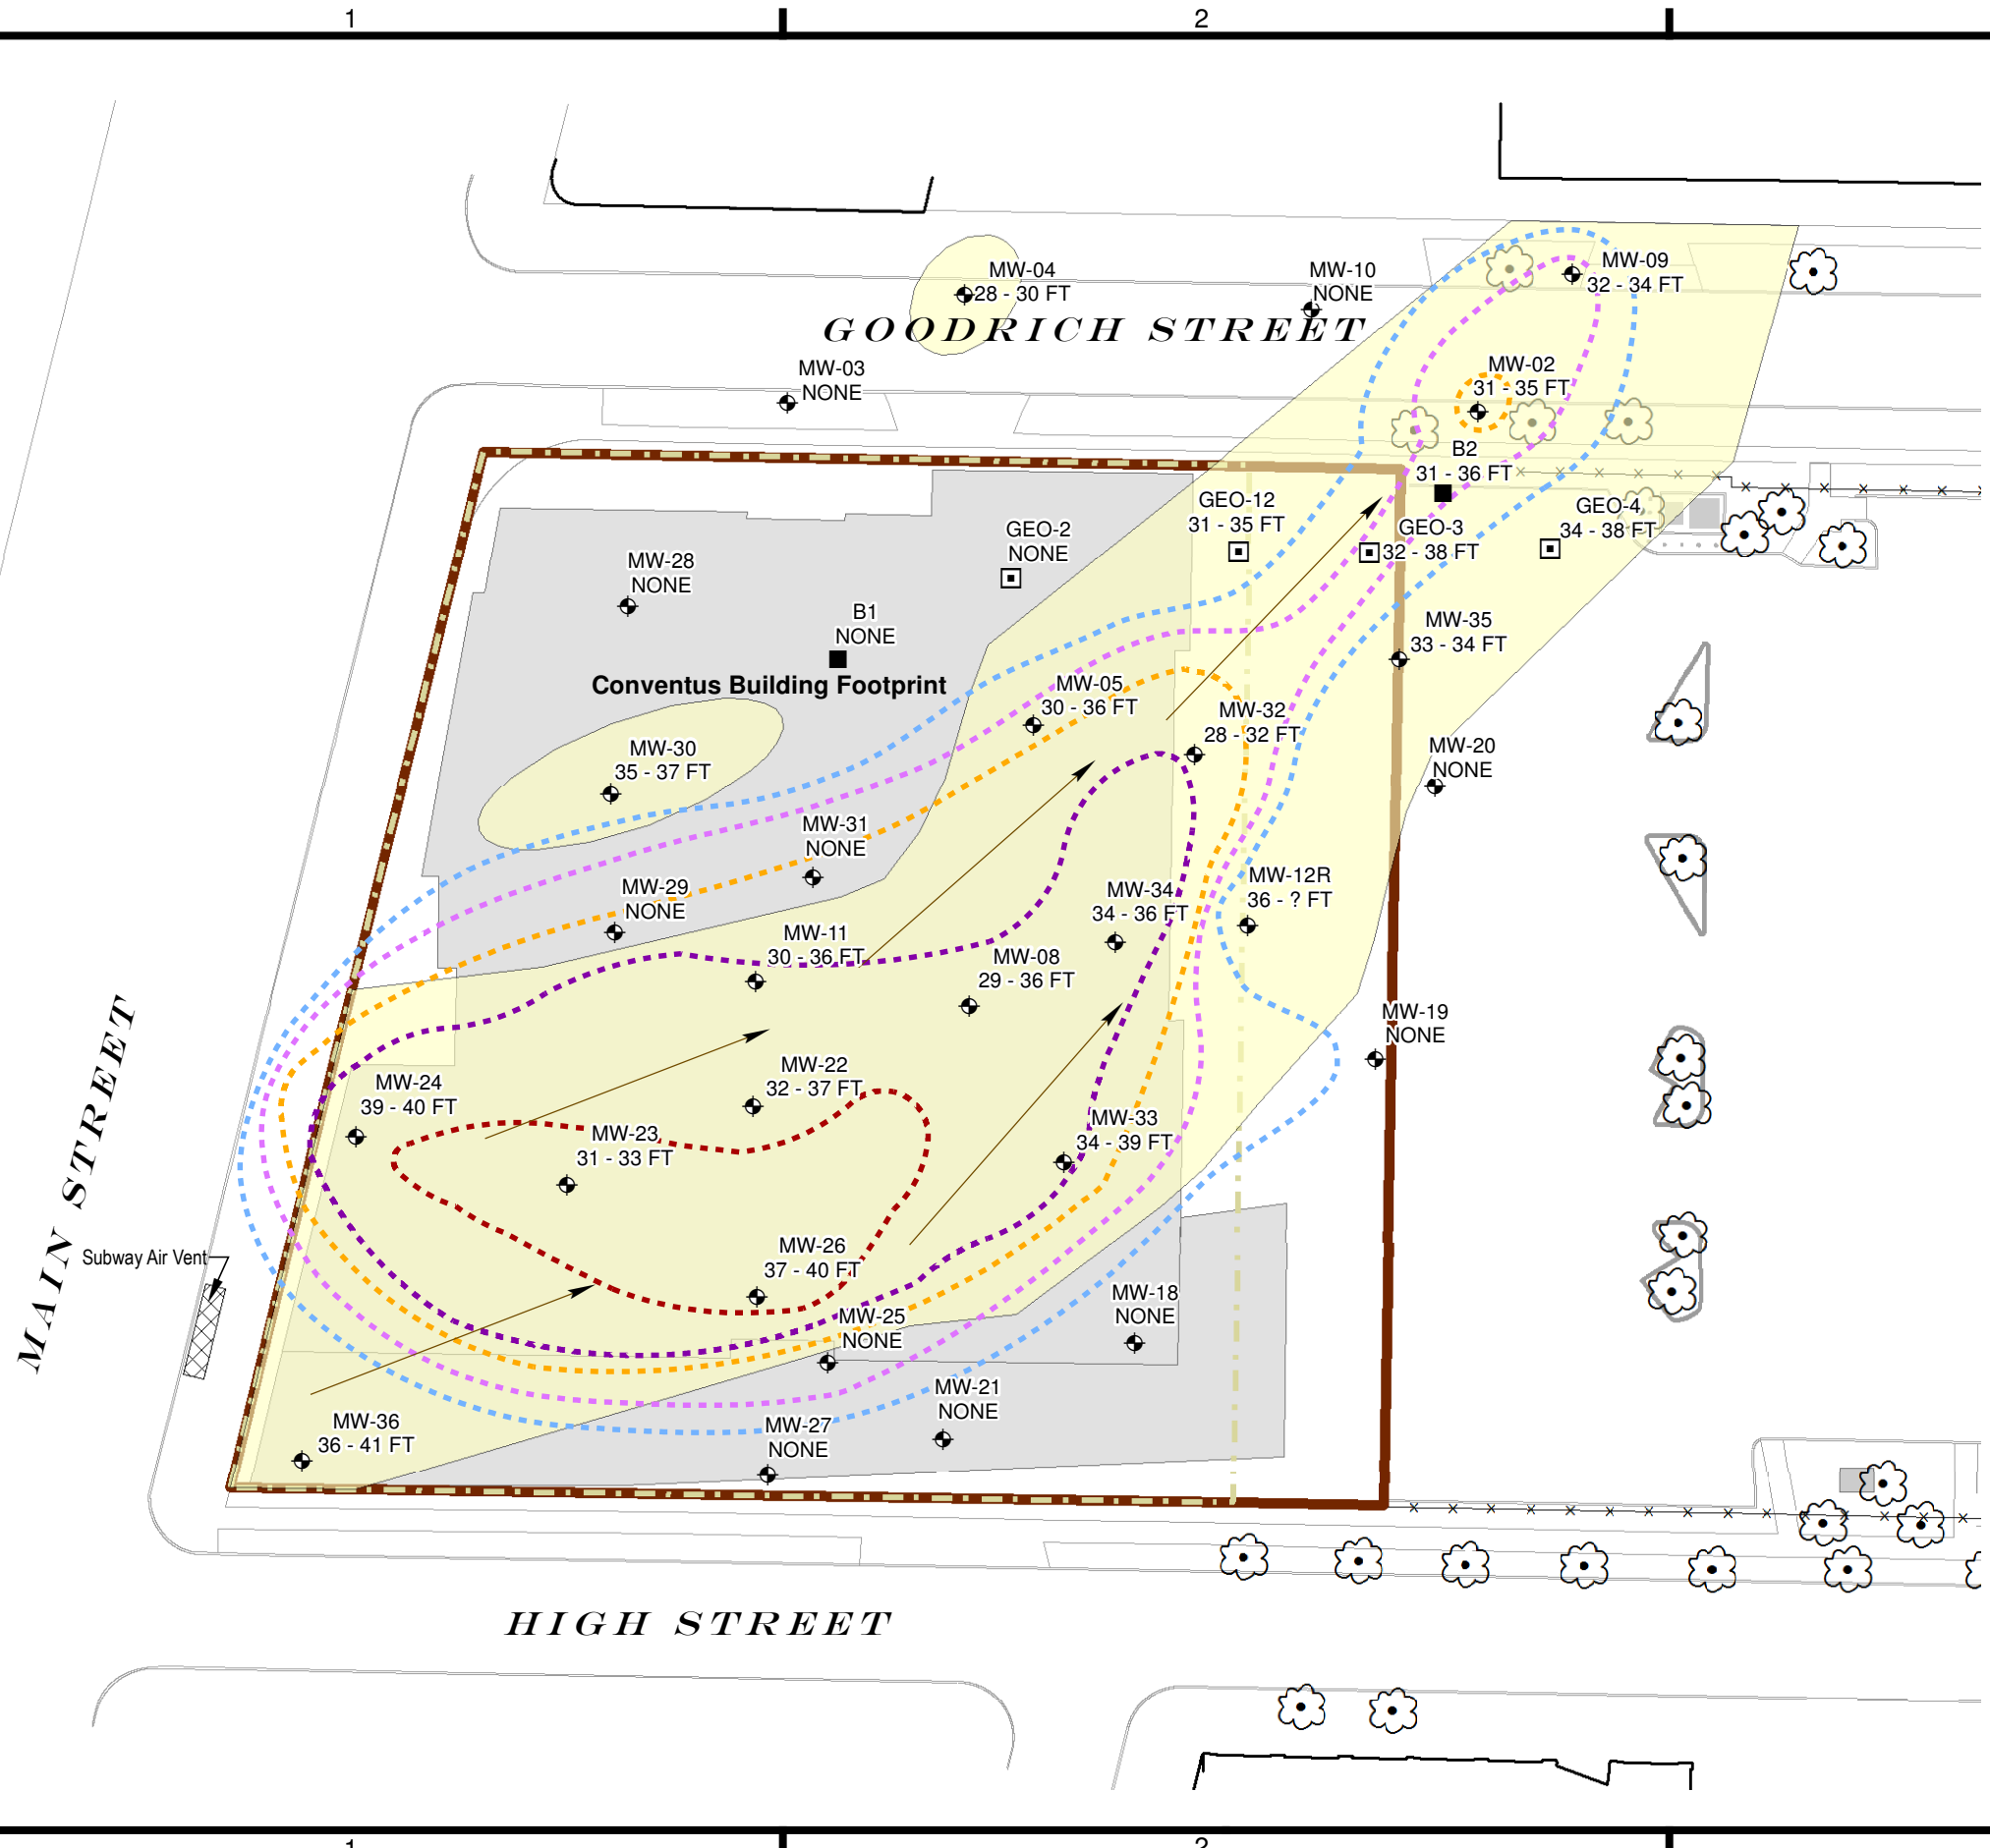 1
2
MW-04
28 - 30 FT
MW-10
NONE
MW-09
32 - 34 FT
GOODRICH STREET
MW-03
NONE
MW-02
31 - 35 FT
B2
31 - 36 FT
GEO-12
31 - 35 FT
GEO-4
34 - 38 FT
GEO-2
NONE
GEO-3
32 - 38 FT
MW-28
NONE
B1
NONE
MW-35
33 - 34 FT
Conventus Building Footprint
MW-05
30 - 36 FT
MW-32
28 - 32 FT
MW-30
35 - 37 FT
MW-20
NONE
MW-31
NONE
MW-29
NONE
MW-34
34 - 36 FT
MW-12R
36 - ? FT
MW-11
30 - 36 FT
MW-08
29 - 36 FT
MW-19
NONE
MAIN STREET
MW-24
39 - 40 FT
MW-22
32 - 37 FT
MW-23
31 - 33 FT
MW-33
34 - 39 FT
Subway Air Vent
MW-26
37 - 40 FT
MW-25
NONE
MW-18
NONE
MW-21
NONE
MW-36
36 - 41 FT
MW-27
NONE
HIGH STREET
1
2